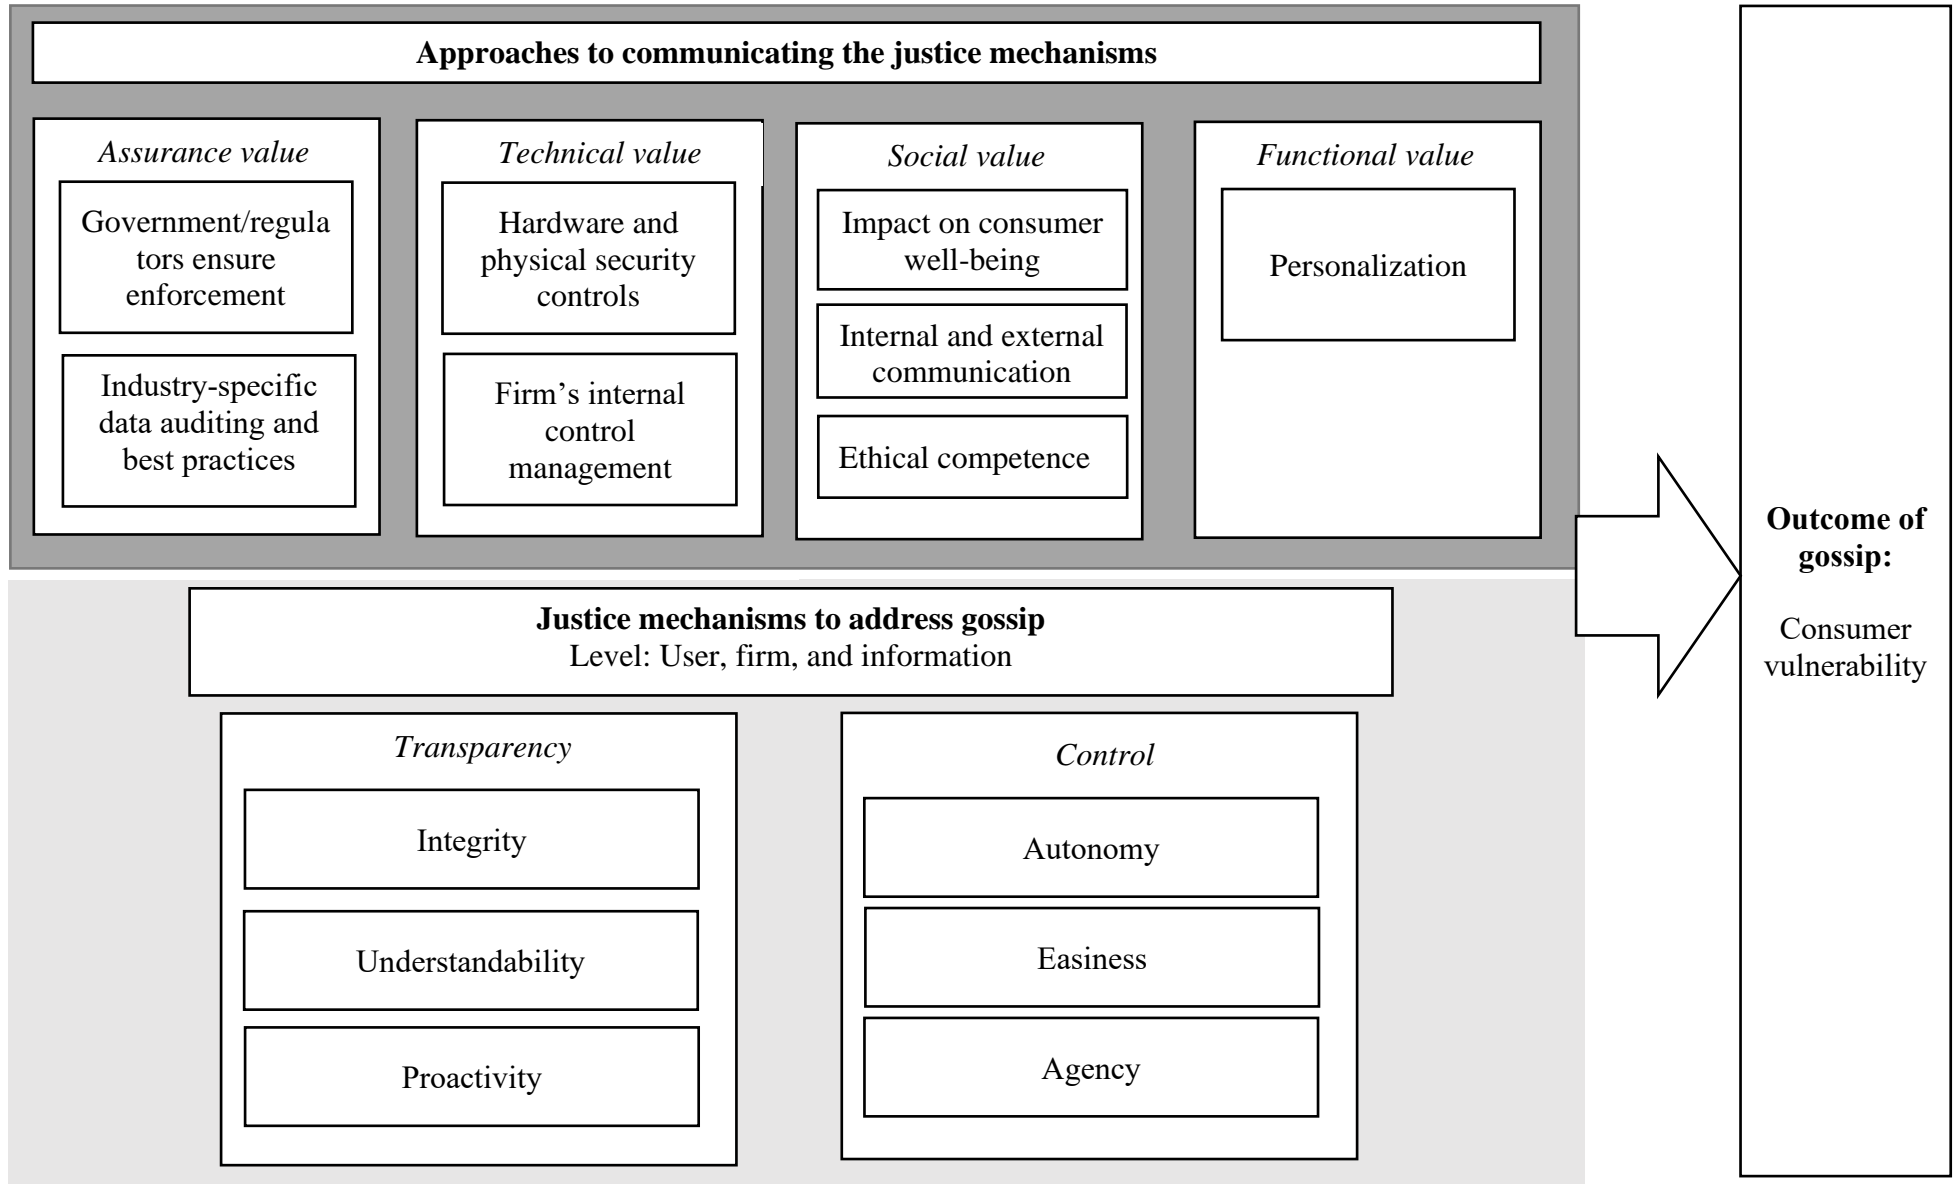 Approaches to communicating the justice mechanisms
Assurance value
Government/regula
tors ensure
enforcement
Industry-specific
data auditing and
best practices
Technical value
Hardware and
physical security
controls
Firm’s internal
control
management
Social value
Impact on consumer
well-being
Internal and external
communication
Ethical competence
Functional value
Personalization
Justice mechanisms to address gossip
Level: User, firm, and information
Transparency
Integrity
Understandability
Proactivity
Control
Autonomy
Easiness
Agency
Outcome of
gossip:
Consumer
vulnerability